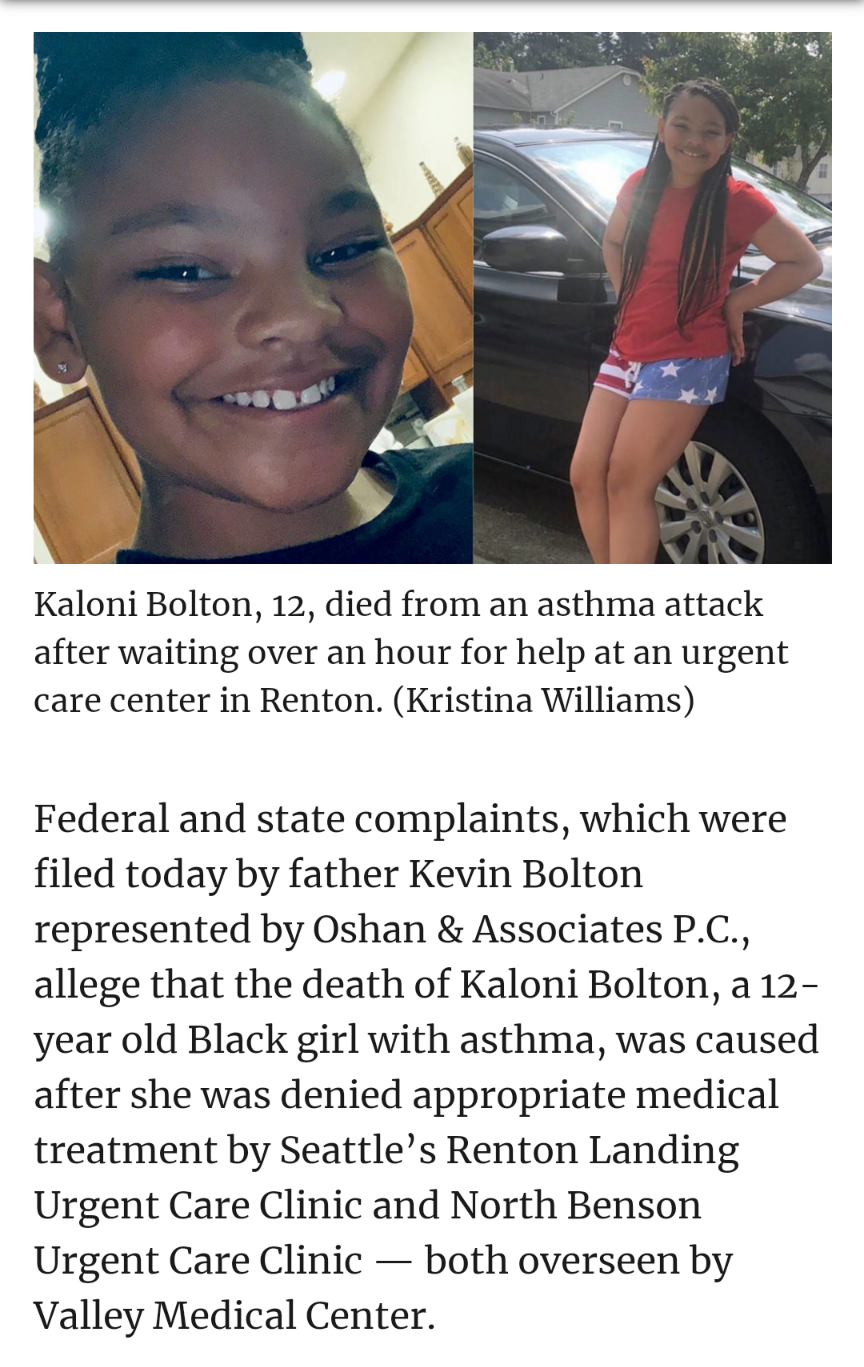 Kaloni Bolton, 12, died from an asthma attack
after waiting over an hour for help at an urgent
care center in Renton. (Kristina Williams)
Federal and state complaints, which were
filed today by father Kevin Bolton
represented by Oshan & Associates P.C.,
allege that the death of Kaloni Bolton, a 12-
year old Black girl with asthma, was caused
after she was denied appropriate medical
treatment by Seattle’s Renton Landing
Urgent Care Clinic and North Benson
Urgent Care Clinic — both overseen by
Valley Medical Center.